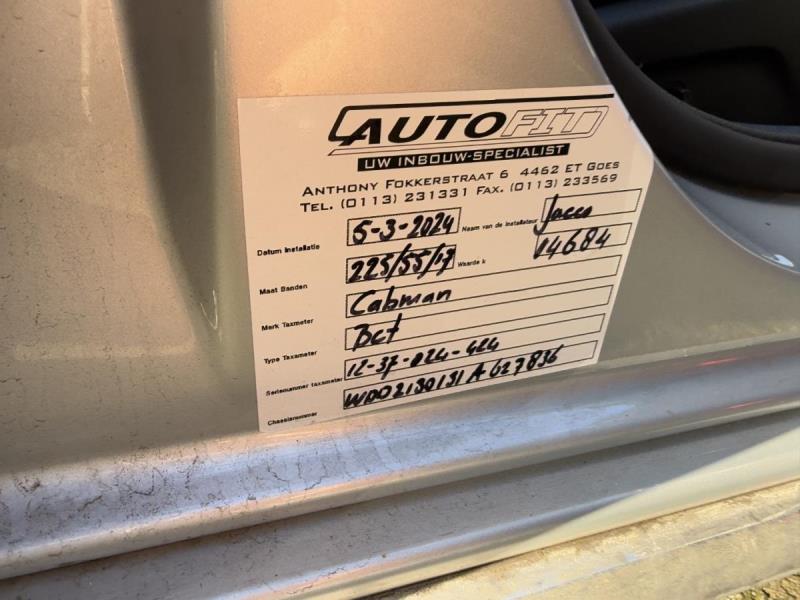 AUTOFIT
UW INBOUW-SPECIALIST
ANTHONY FOKKERSTRAAT 6 4462 ET GOES
TEL. (0113) 231331 FAX. (0113) 233569
Datum Installatie 5-3-2024 Naam van de Installateur Jacco
Maat Banden 225/55/17 Waarde k 14684
Merk Taxameter Cabman
Type Taxameter Bct
Serienummer taxameter 12-37-024-424
Chassisnummer WDD2130131A627836